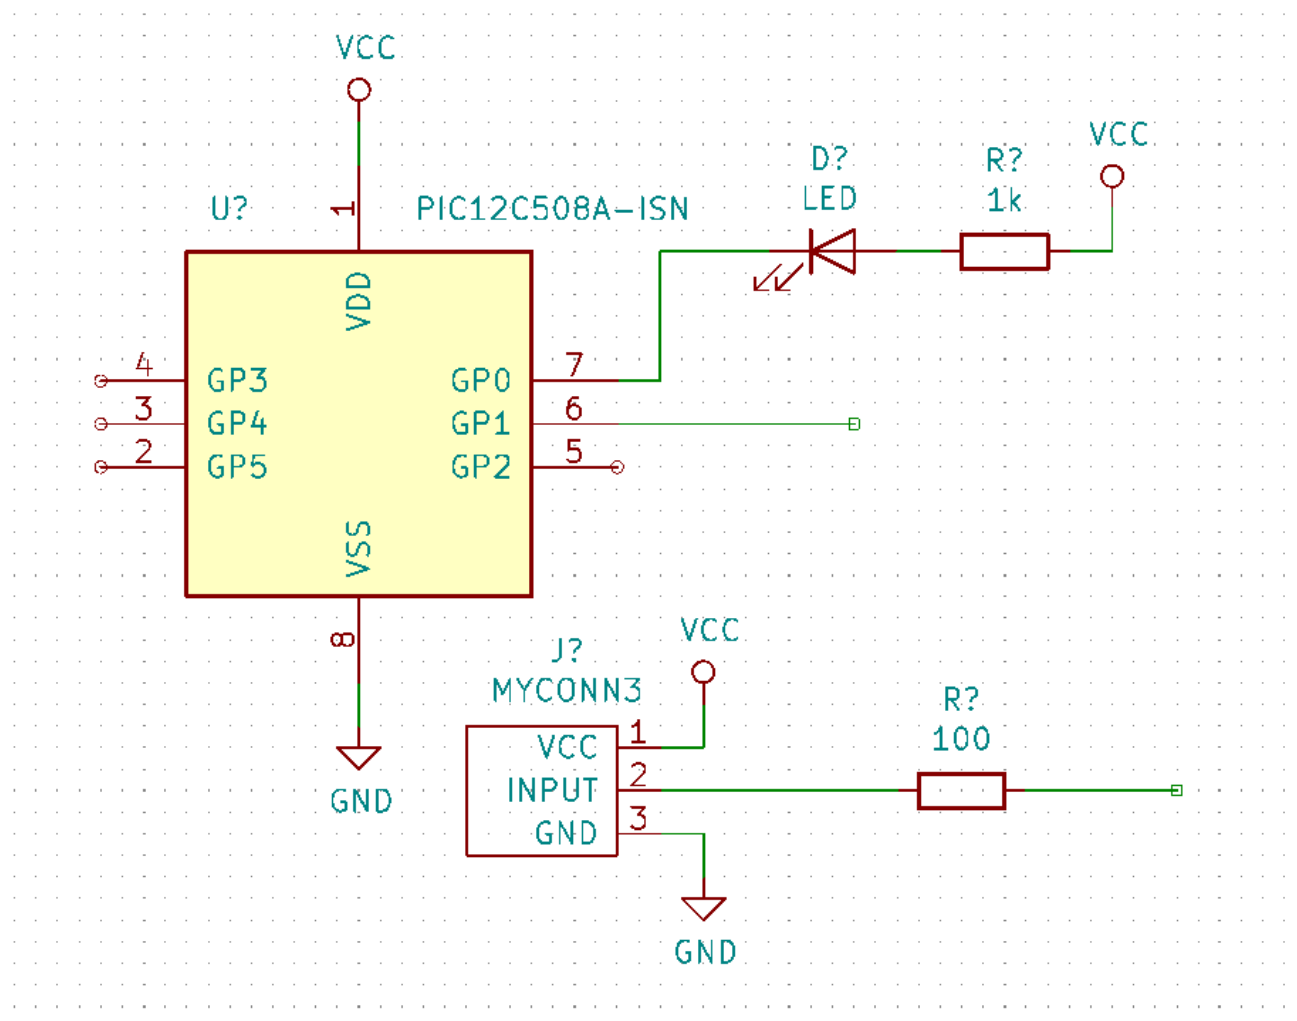 VCC
VCC
D?
R?
LED
1k
U?
1
PIC12C508A-ISN
VDD
4
7
GP3
GP0
3
6
GP4
GP1
2
5
GP5
GP2
VSS
8
VCC
J?
MYCONN3
R?
1
100
VCC
2
INPUT
3
GND
GND
GND